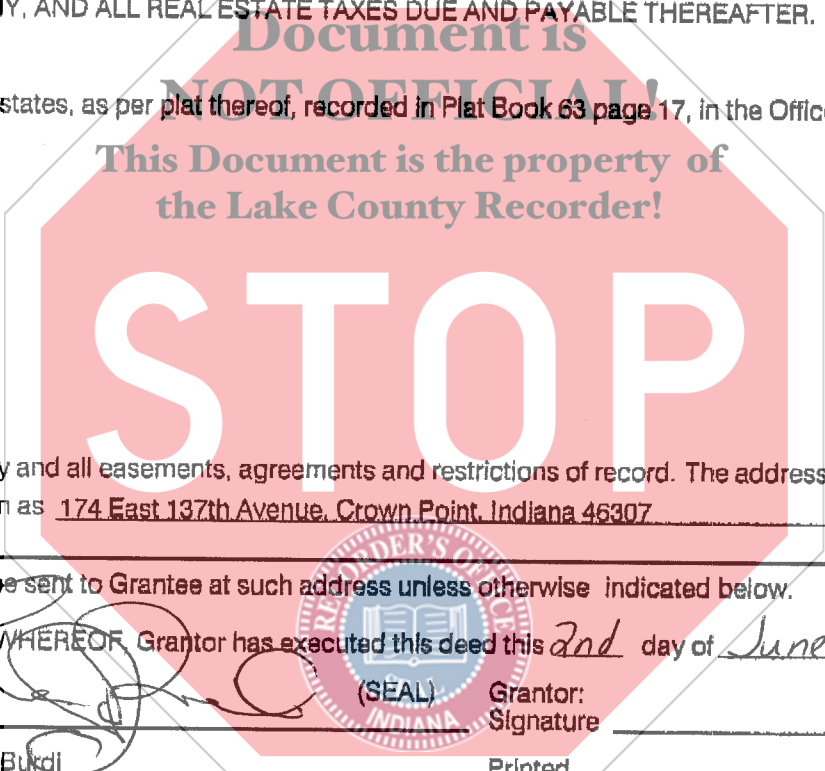 Y, AND ALL REAL ESTATE TAXES DUE AND PAYABLE THEREAFTER.
Document is
NOT OFFICIAL!
states, as per plat thereof, recorded in Plat Book 63 page 17, in the Offic
This Document is the property of
the Lake County Recorder!
STOP
y and all easements, agreements and restrictions of record. The address
n as 174 East 137th Avenue, Crown Point, Indiana 46307
RECORDER'S OFFICE
e sent to Grantee at such address unless otherwise indicated below.
WHEREOF, Grantor has executed this deed this 2nd day of June
SEAL
(SEAL) Grantor:
INDIANA
Signature
Burdi
Printed